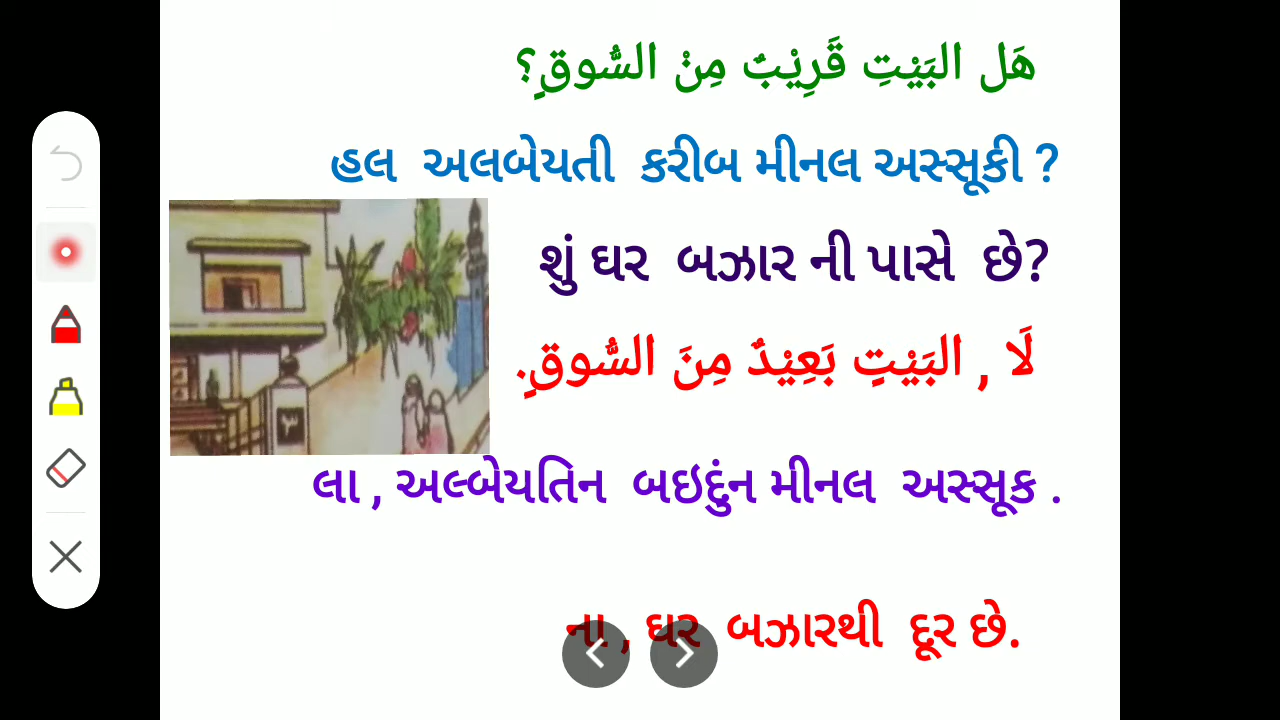 هَل البَيْتِ قَرِيْبٌ مِنْ السُّوقٍ؟
હલ અલબેયતી કરીબ મીનલ અસ્સૂકી ?
શું ઘર બઝાર ની પાસે છે?
لَا , البَيْتٍ بَعِيْدٌ مِنَ السُّوقٍ.
લા , અલ્બેયતિન બઇદુંન મીનલ અસ્સૂક .
ના , ઘર બઝારથી દૂર છે.